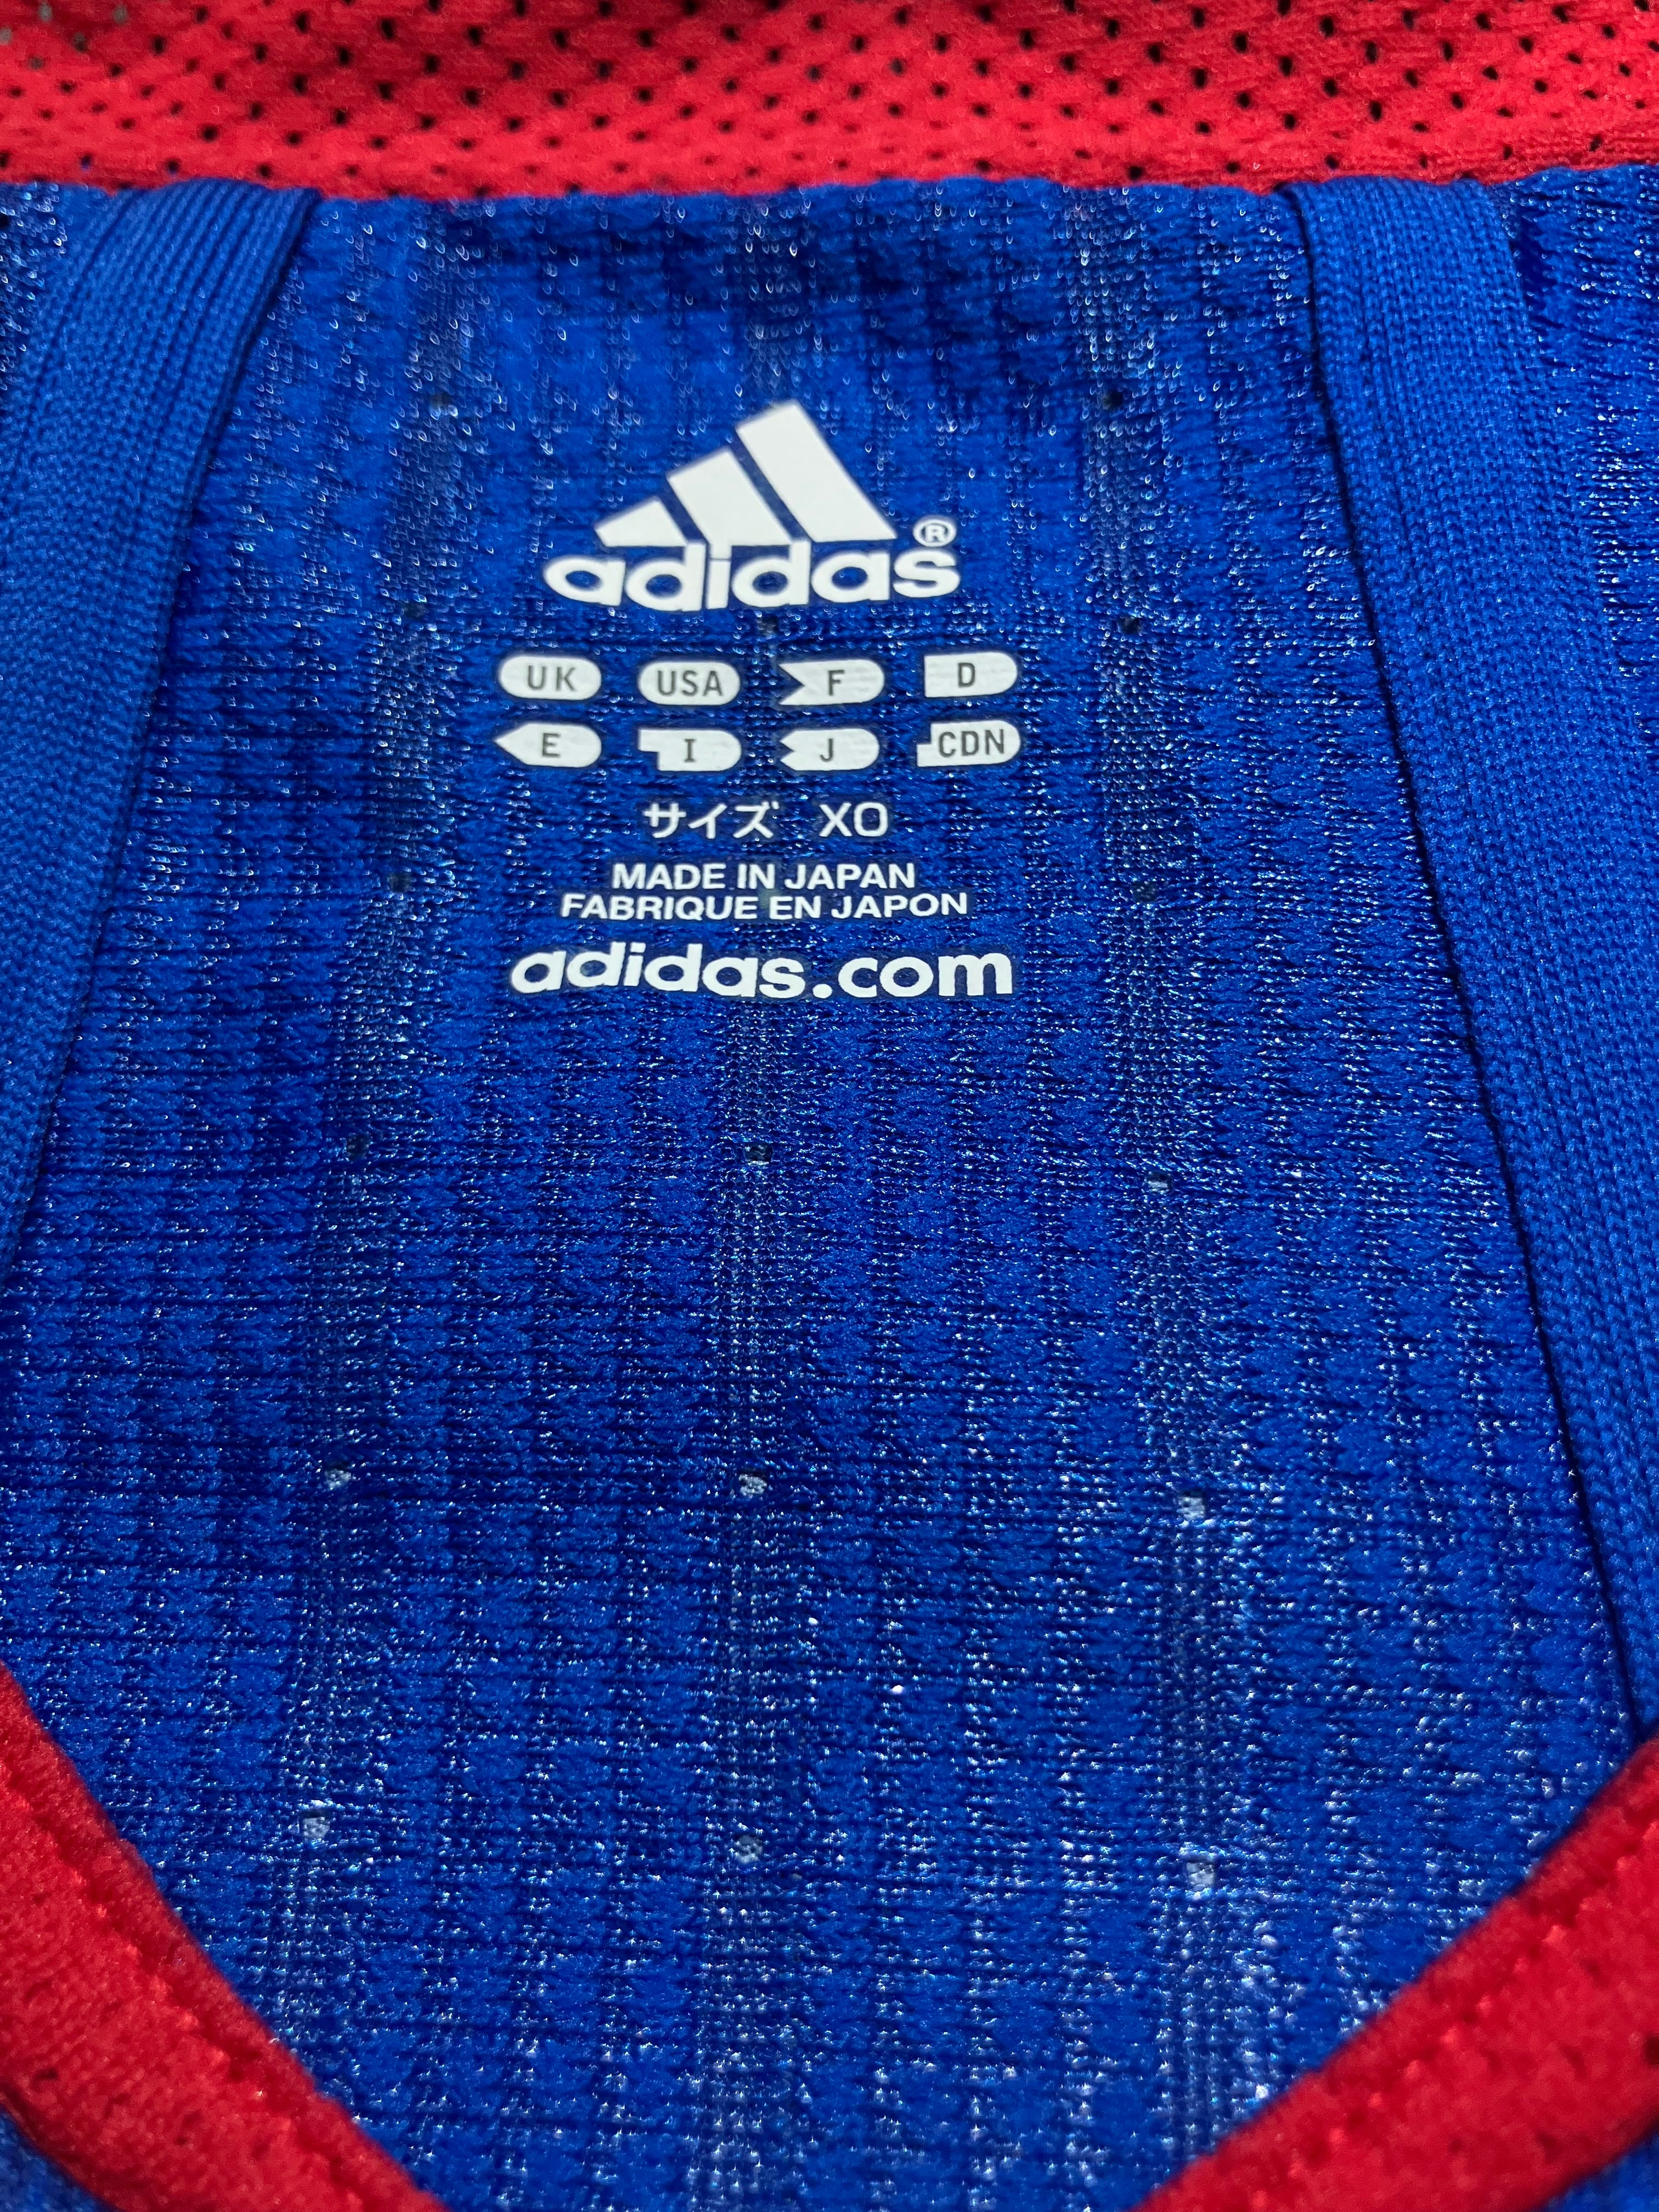 adidas®
UK USA F D
E I J CDN
サイズ XO
MADE IN JAPAN
FABRIQUE EN JAPON
adidas.com